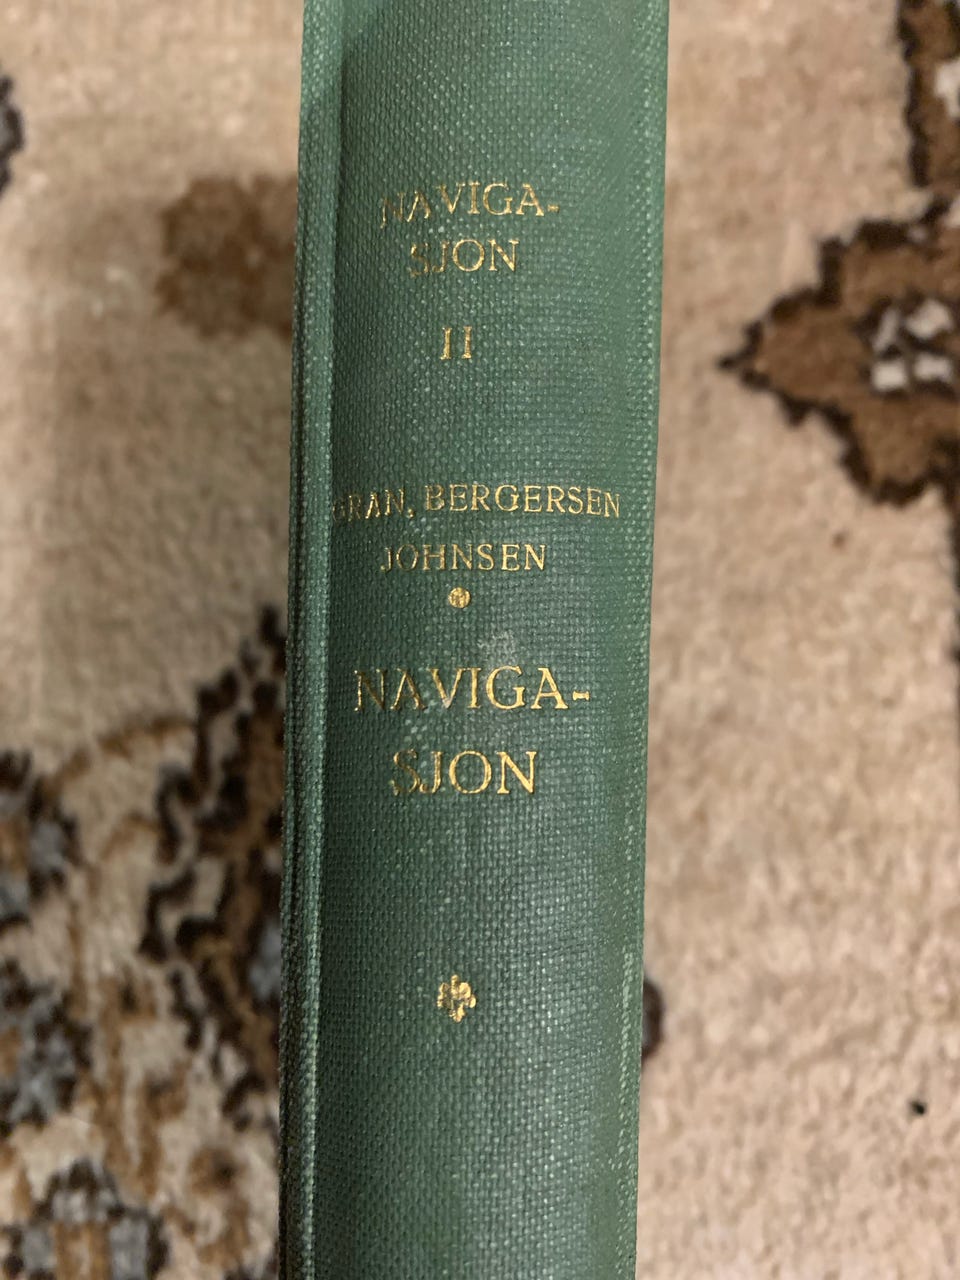 NAVIGA-
SJON
II
GRAN, BERGERSEN
JOHNSEN
NAVIGA-
SJON